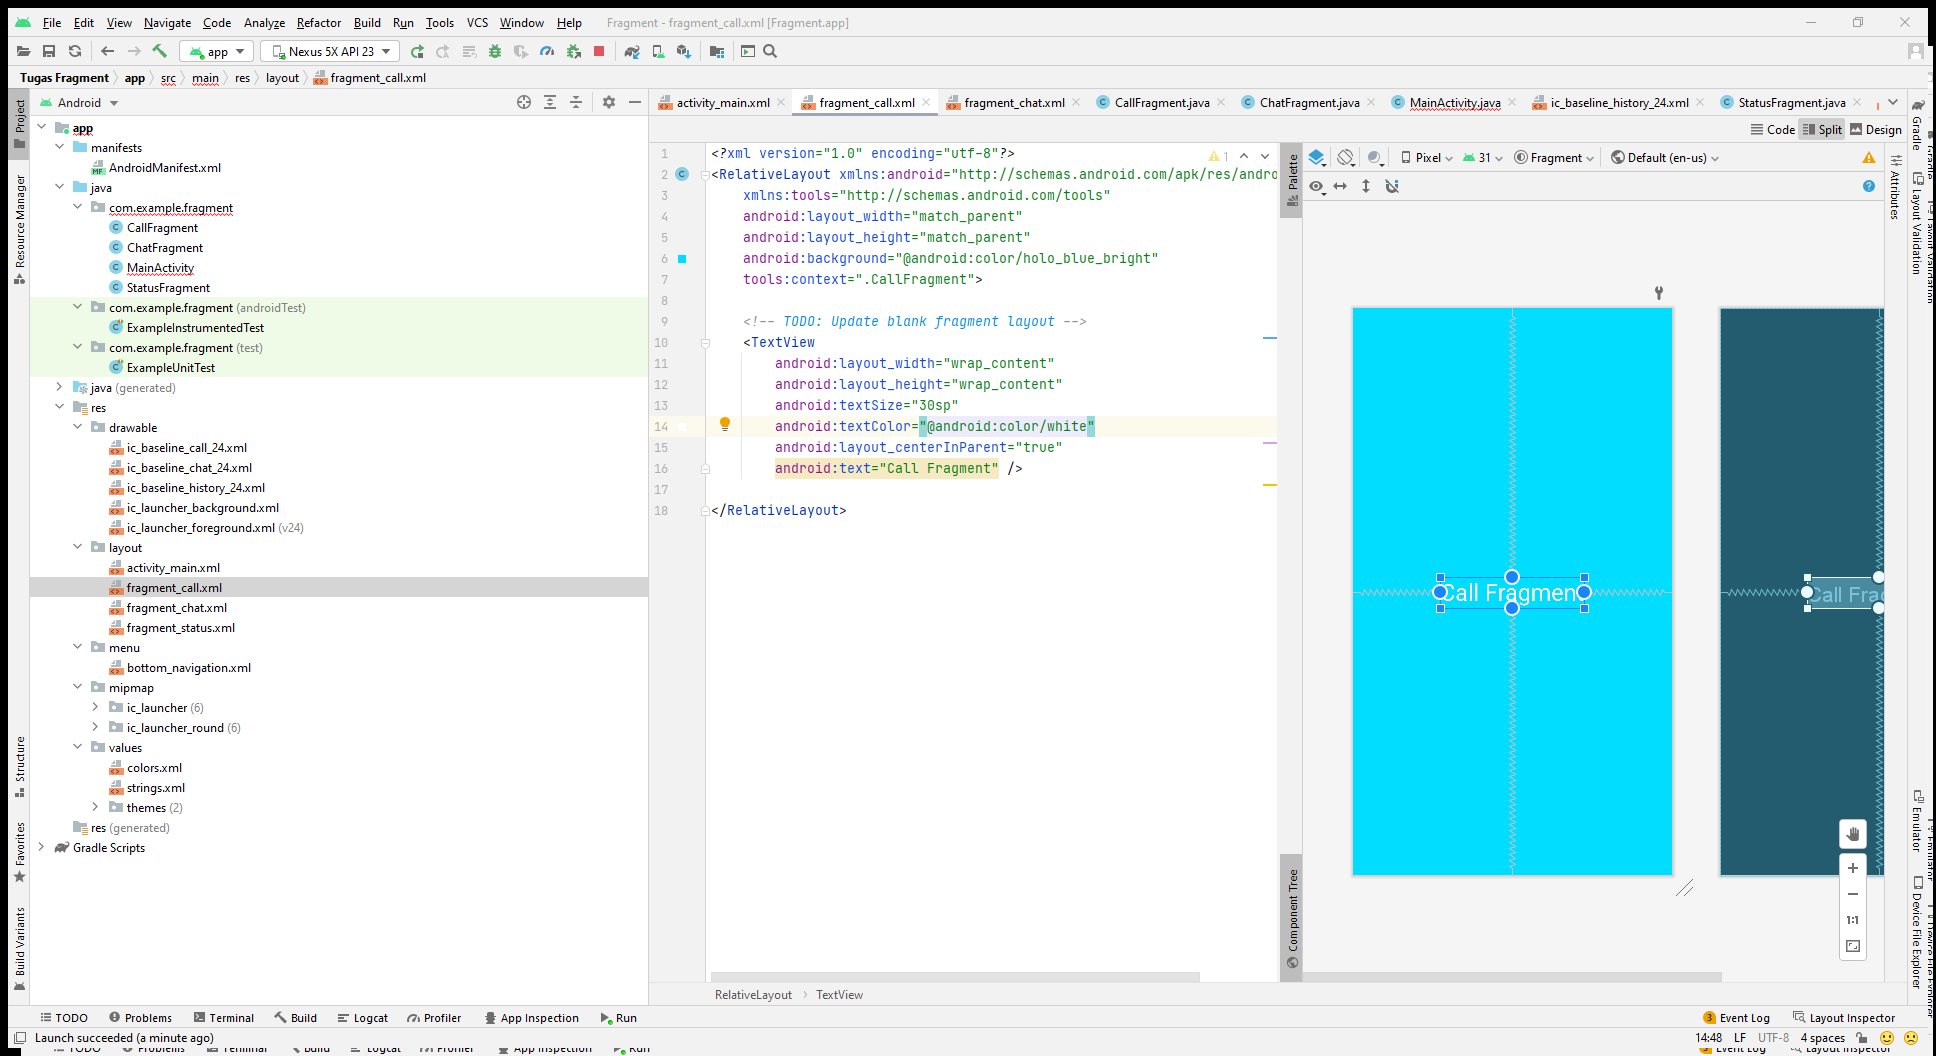 File Edit View Navigate Code Analyze Refactor Build Run Tools VCS Window Help Fragment - fragment_call.xml [Fragment.app]
app Nexus 5X API 23
Tugas Fragment app src main res layout fragment_call.xml
Android
activity_main.xml fragment_call.xml fragment_chat.xml CallFragment.java ChatFragment.java MainActivity.java ic_baseline_history_24.xml StatusFragment.java
Code Split Design
Project
Resource Manager
Structure
Favorites
Build Variants
app
manifests
AndroidManifest.xml
java
com.example.fragment
CallFragment
ChatFragment
MainActivity
StatusFragment
com.example.fragment (androidTest)
ExampleInstrumentedTest
com.example.fragment (test)
ExampleUnitTest
java (generated)
res
drawable
ic_baseline_call_24.xml
ic_baseline_chat_24.xml
ic_baseline_history_24.xml
ic_launcher_background.xml
ic_launcher_foreground.xml (v24)
layout
activity_main.xml
fragment_call.xml
fragment_chat.xml
fragment_status.xml
menu
bottom_navigation.xml
mipmap
ic_launcher (6)
ic_launcher_round (6)
values
colors.xml
strings.xml
themes (2)
res (generated)
Gradle Scripts
1 <?xml version="1.0" encoding="utf-8"?>
2 <RelativeLayout xmlns:android="http://schemas.android.com/apk/res/andro
3 xmlns:tools="http://schemas.android.com/tools"
4 android:layout_width="match_parent"
5 android:layout_height="match_parent"
6 android:background="@android:color/holo_blue_bright"
7 tools:context=".CallFragment">
8
9 <!-- TODO: Update blank fragment layout -->
10 <TextView
11 android:layout_width="wrap_content"
12 android:layout_height="wrap_content"
13 android:textSize="30sp"
14 android:textColor="@android:color/white"
15 android:layout_centerInParent="true"
16 android:text="Call Fragment" />
17
18 </RelativeLayout>
1
Palette
Component Tree
Pixel 31 Fragment Default (en-us)
Call Fragment
Call Fra
1:1
Attributes
Gradle
Layout Validation
Emulator
Device File Explorer
RelativeLayout TextView
TODO Problems Terminal Build Logcat Profiler App Inspection Run 3 Event Log Layout Inspector
Launch succeeded (a minute ago) 14:48 LF UTF-8 4 spaces